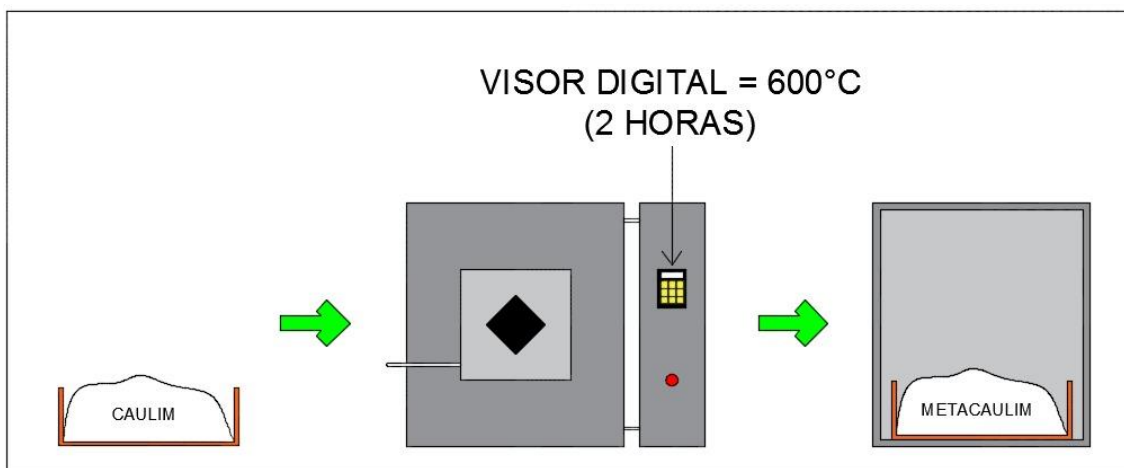 VISOR DIGITAL = 600°C
(2 HORAS)
CAULIM
METACAULIM